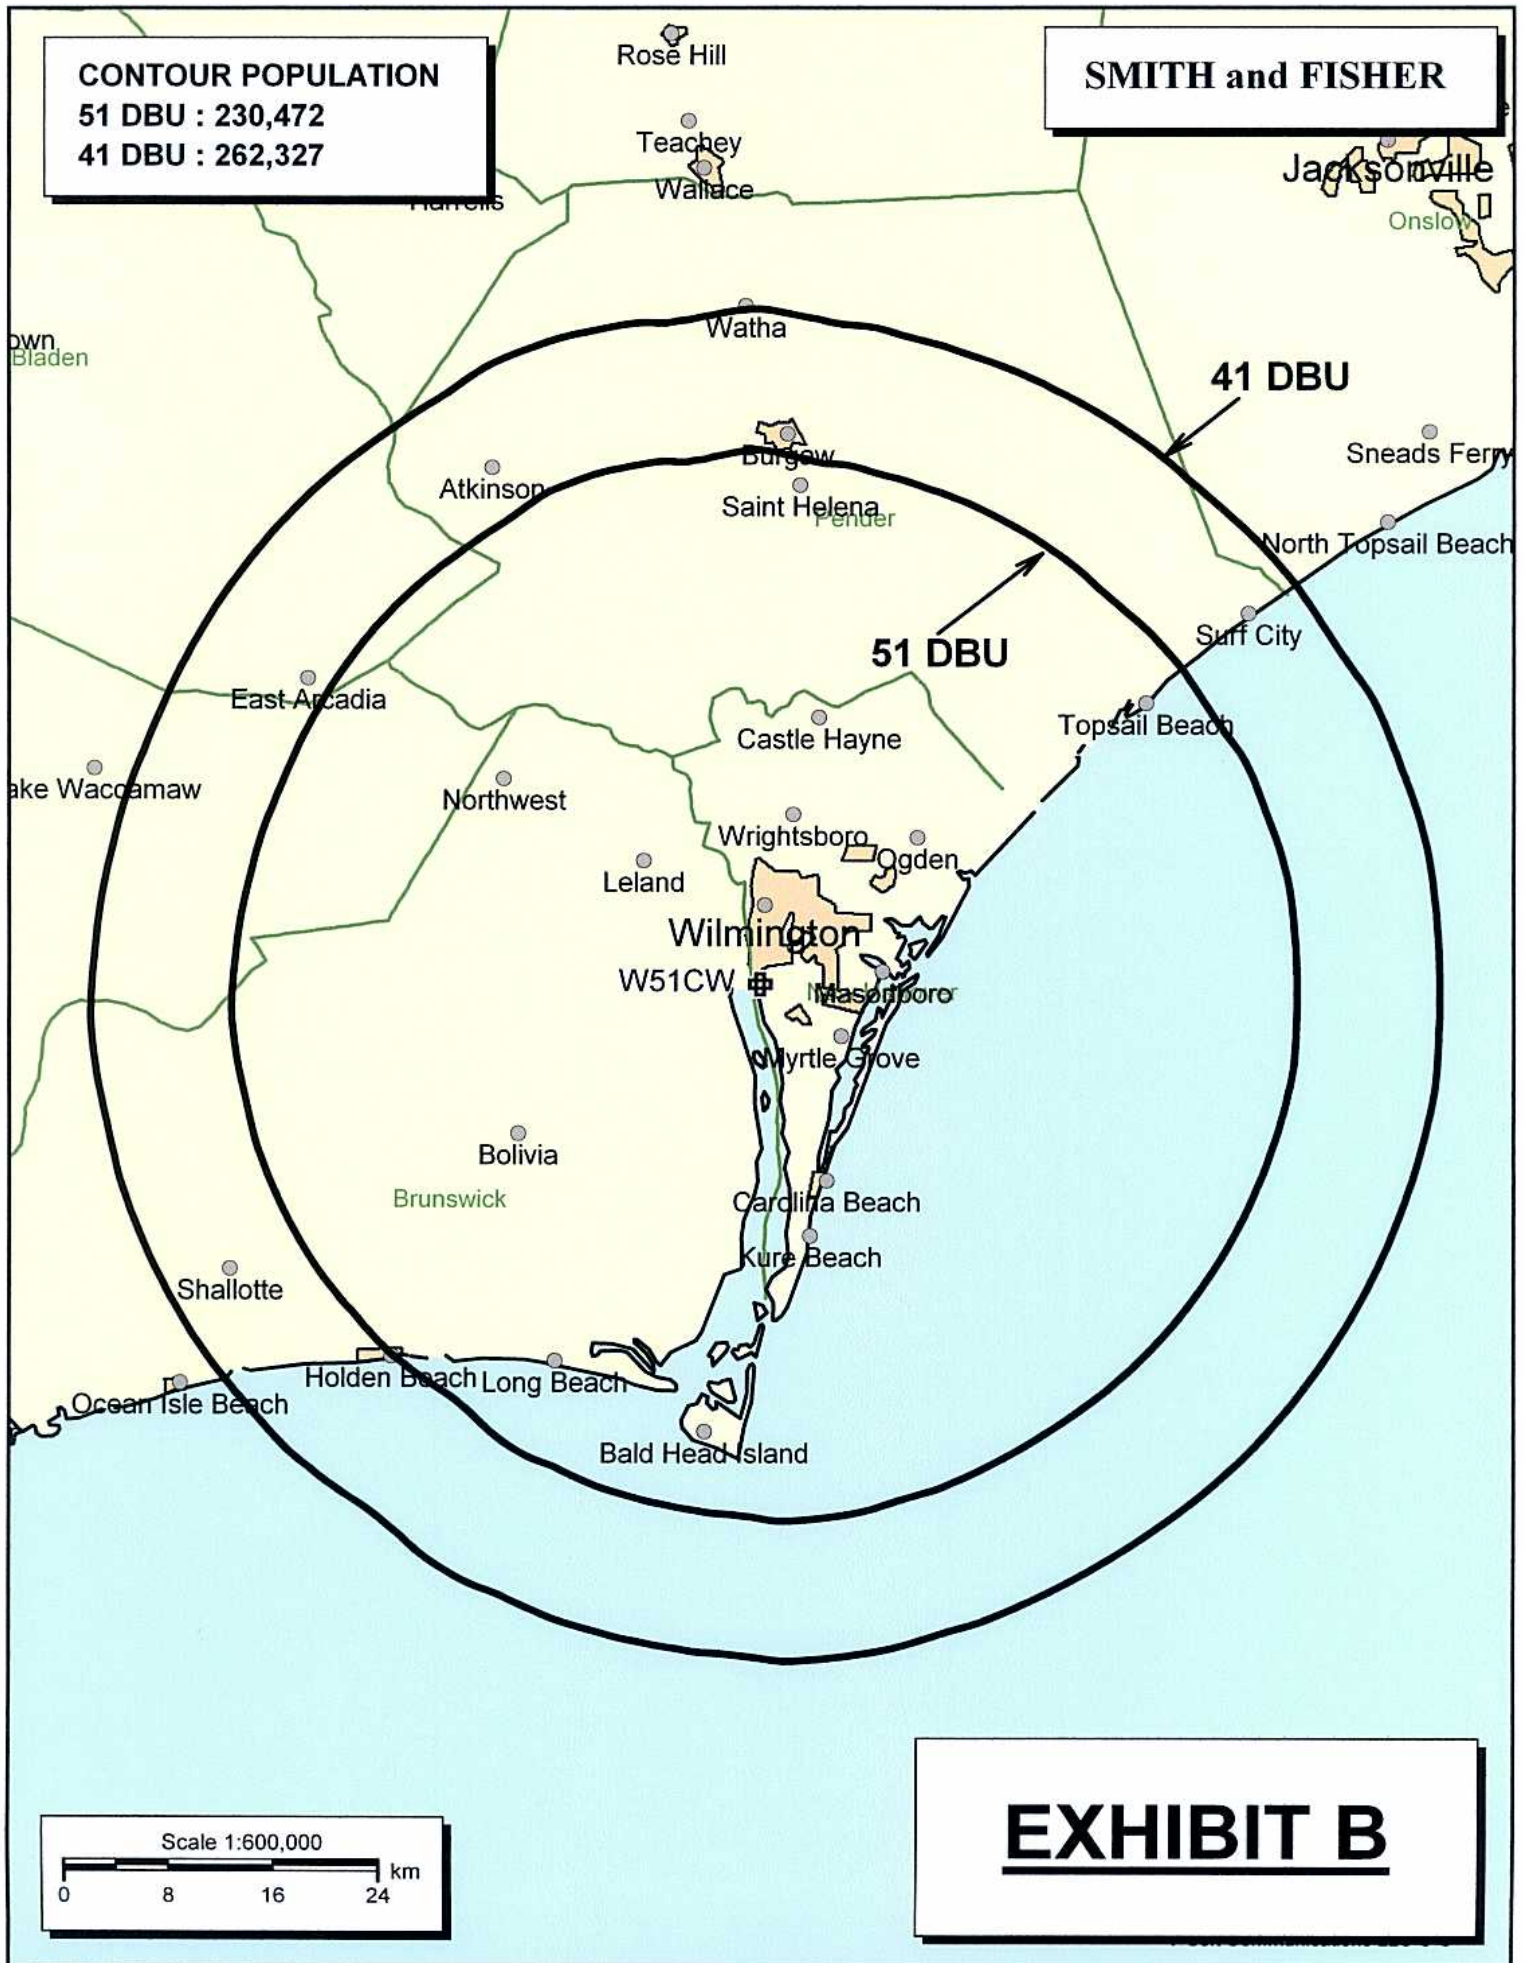 CONTOUR POPULATION
51 DBU : 230,472
41 DBU : 262,327
SMITH and FISHER
Rose Hill
Teachey
Wallace
Jacksonville
Harrells
Onslow
own
Bladen
Watha
41 DBU
Burgaw
Sneads Ferry
Atkinson
Saint Helena
Pender
North Topsail Beach
Surf City
51 DBU
East Arcadia
Castle Hayne
Topsail Beach
ake Waccamaw
Northwest
Wrightsboro
Ogden
Leland
Wilmington
W51CW
Masonboro
Myrtle Grove
Bolivia
Brunswick
Carolina Beach
Kure Beach
Shallotte
Holden Beach
Long Beach
Ocean Isle Beach
Bald Head Island
EXHIBIT B
Scale 1:600,000
km
0 8 16 24